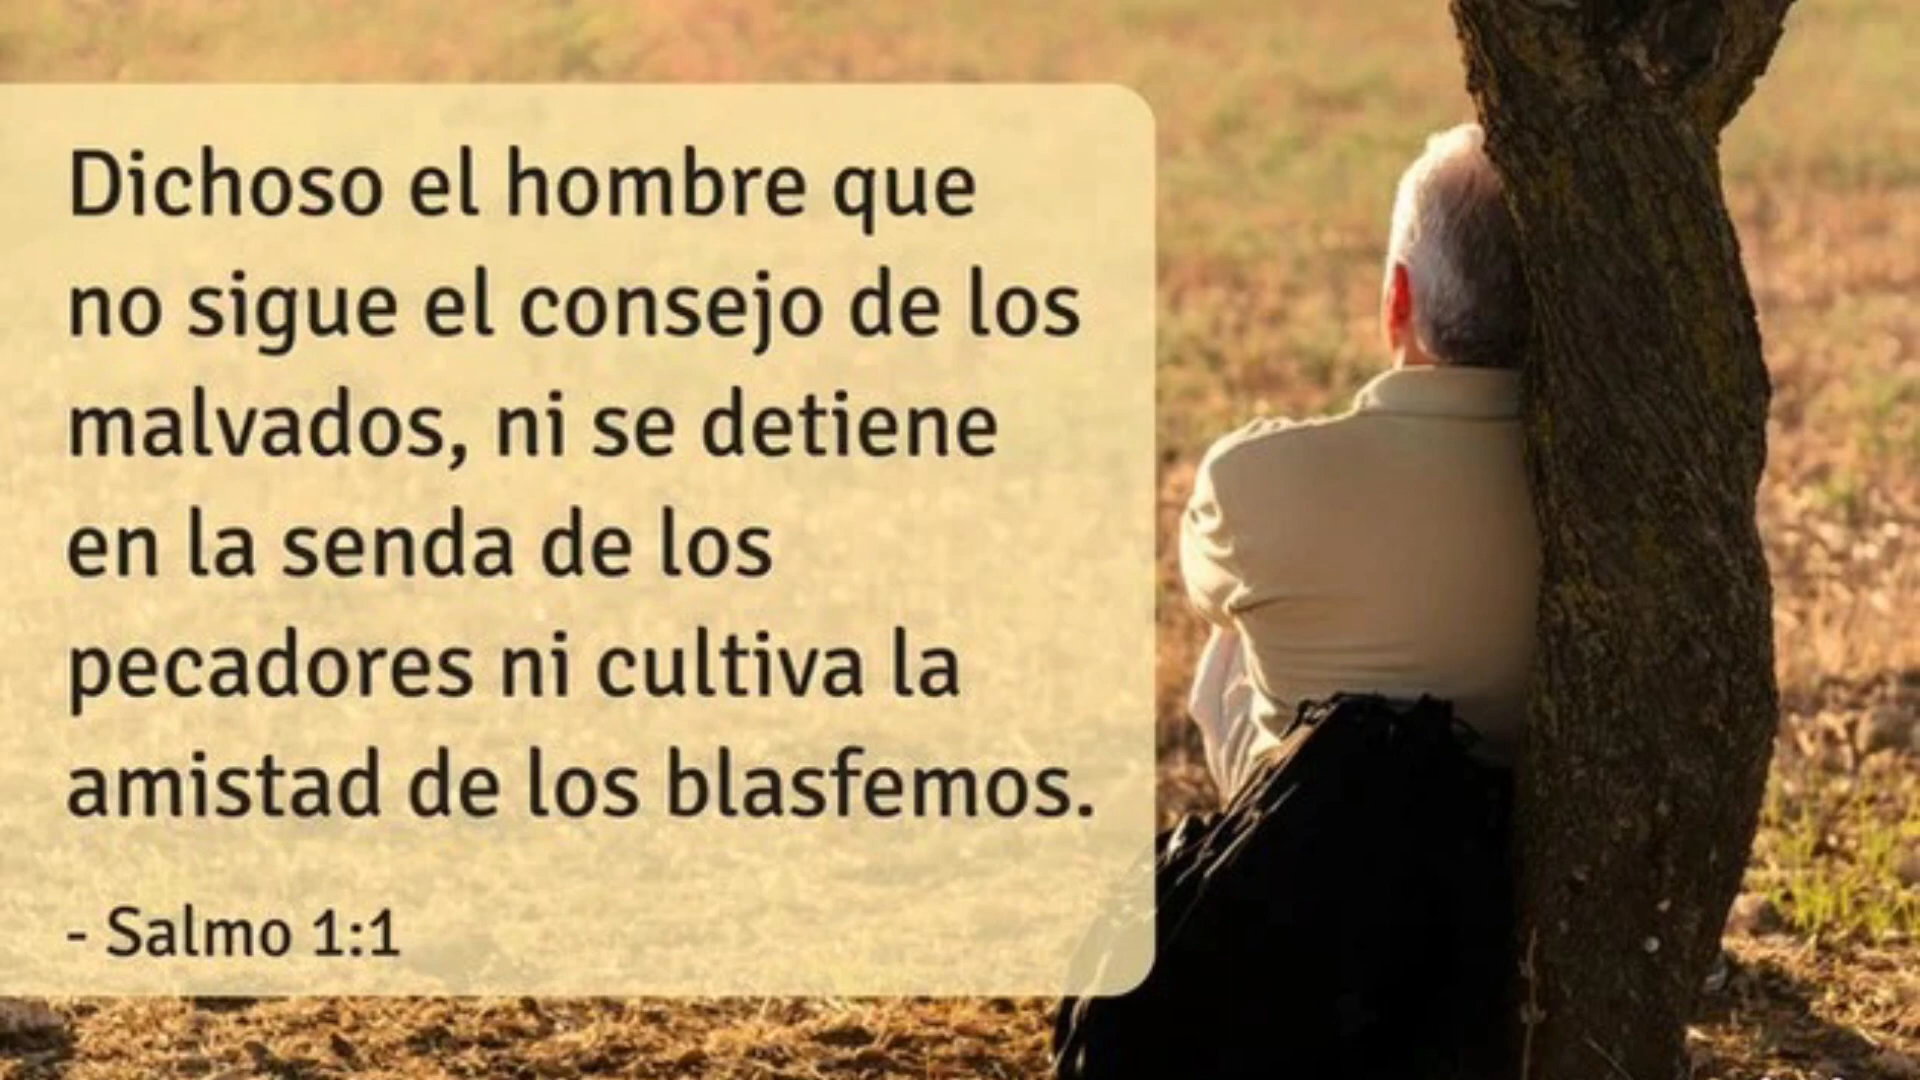 Dichoso el hombre que
no sigue el consejo de los
malvados, ni se detiene
en la senda de los
pecadores ni cultiva la
amistad de los blasfemos.
- Salmo 1:1